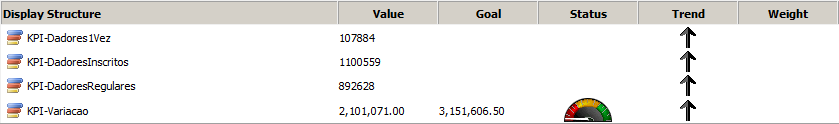 Display Structure Value Goal Status Trend Weight
KPI-Dadores1Vez 107884
KPI-DadoresInscritos 1100559
KPI-DadoresRegulares 892628
KPI-Variacao 2,101,071.00 3,151,606.50